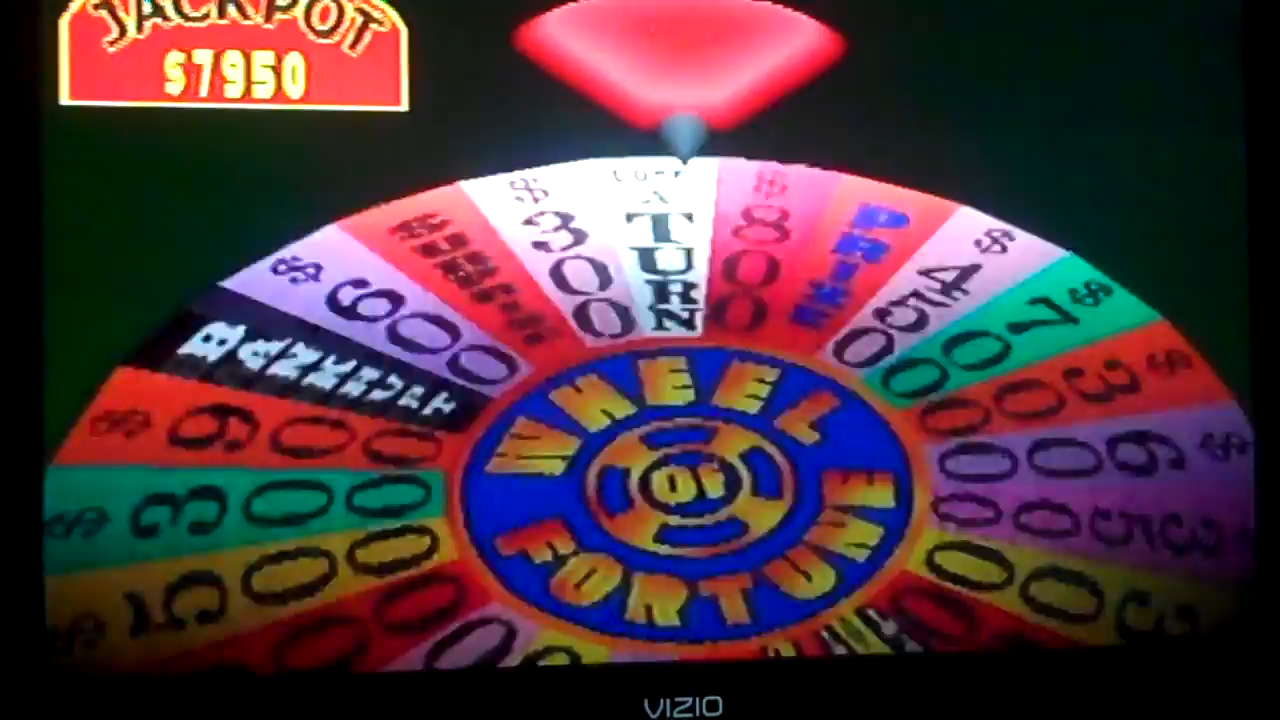 JACKPOT
$7950
$600
$300
LOSE A TURN
$800
PRIZE
$450
$700
$300
$600
$350
BANKRUPT
$900
$300
$500
WHEEL
OF
FORTUNE
VIZIO